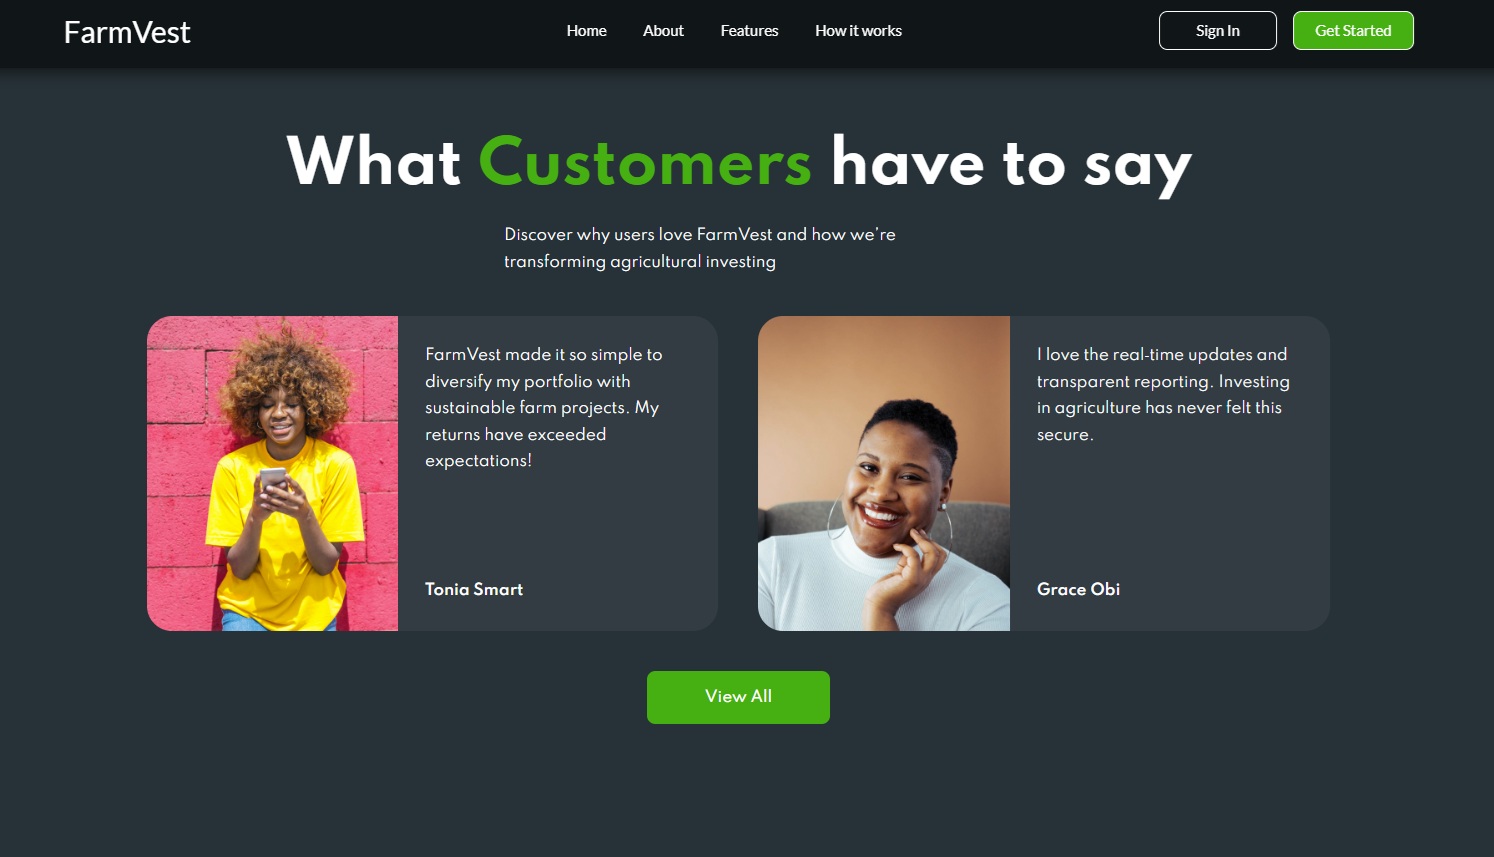 FarmVest
Home About Features How it works
Sign In Get Started
What Customers have to say
Discover why users love FarmVest and how we're
transforming agricultural investing
FarmVest made it so simple to
diversify my portfolio with
sustainable farm projects. My
returns have exceeded
expectations!
Tonia Smart
I love the real-time updates and
transparent reporting. Investing
in agriculture has never felt this
secure.
Grace Obi
View All